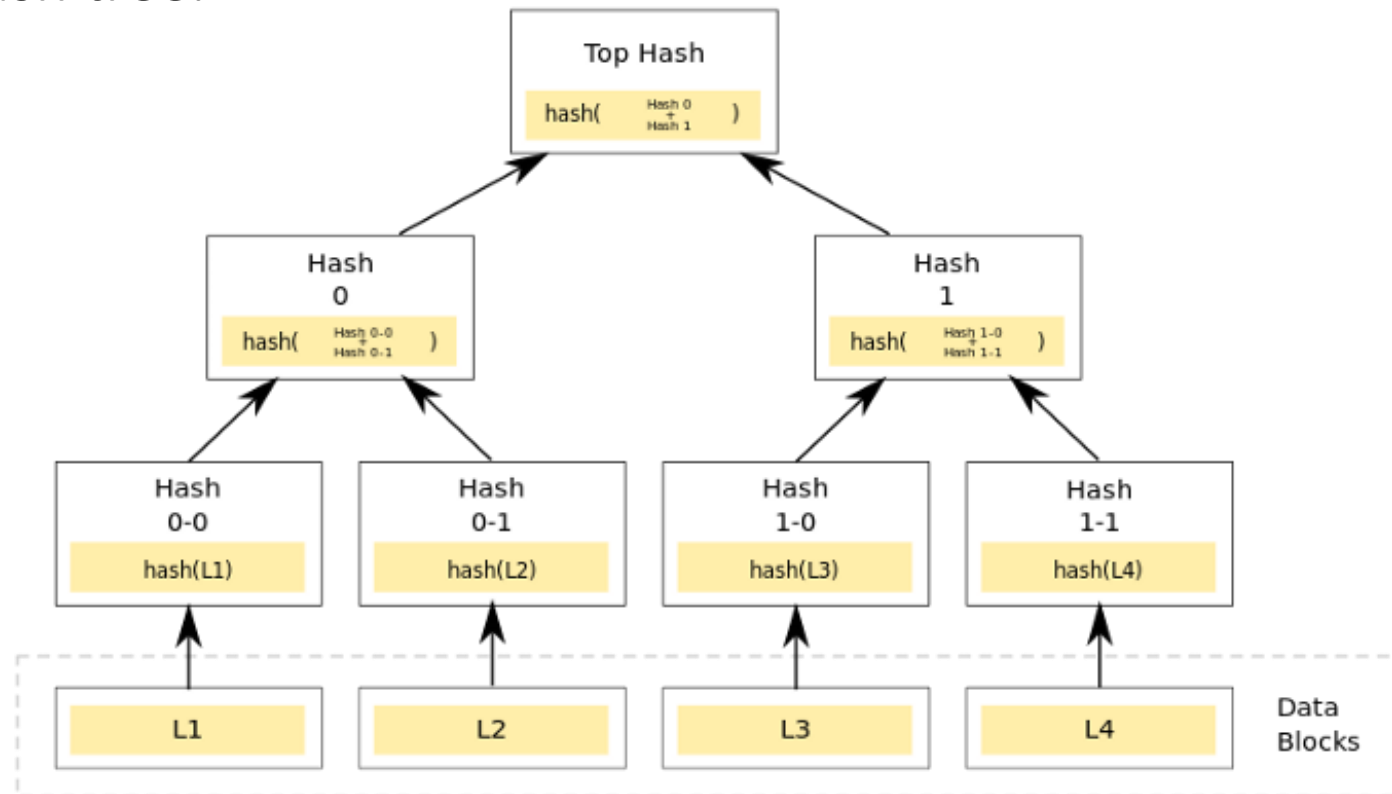 Top Hash
hash( Hash 0 + Hash 1 )
Hash 0
hash( Hash 0-0 + Hash 0-1 )
Hash 1
hash( Hash 1-0 + Hash 1-1 )
Hash 0-0
hash(L1)
Hash 0-1
hash(L2)
Hash 1-0
hash(L3)
Hash 1-1
hash(L4)
L1
L2
L3
L4
Data
Blocks